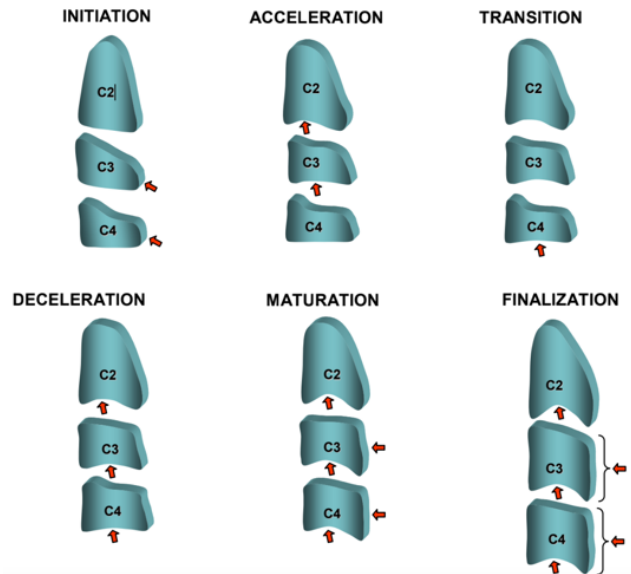 INITIATION ACCELERATION TRANSITION
C2 C2 C2
C3 C3 C3
C4 C4 C4
DECELERATION MATURATION FINALIZATION
C2 C2 C2
C3 C3 C3
C4 C4 C4